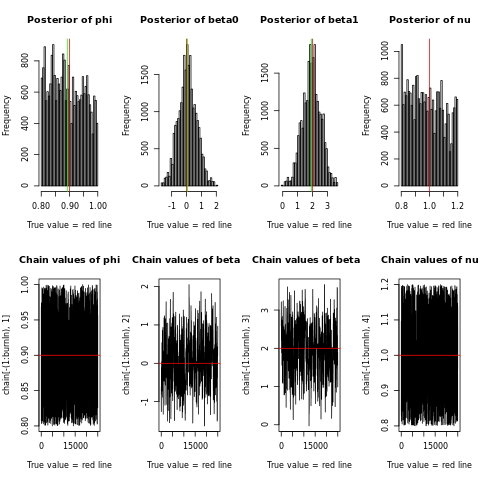 Posterior of phi
Posterior of beta0
Posterior of beta1
Posterior of nu
Frequency
0 200 400 600 800
0.80 0.90 1.00
True value = red line
Frequency
0 500 1000 1500
-1 0 1 2
True value = red line
Frequency
0 500 1000 1500
0 1 2 3
True value = red line
Frequency
0 200 400 600 800 1000
0.8 1.0 1.2
True value = red line
Chain values of phi
Chain values of beta
Chain values of beta
Chain values of nu
chain[-(1:burnIn), 1]
0.80 0.85 0.90 0.95 1.00
0 15000
True value = red line
chain[-(1:burnIn), 2]
-1 0 1 2
0 15000
True value = red line
chain[-(1:burnIn), 3]
0 1 2 3
0 15000
True value = red line
chain[-(1:burnIn), 4]
0.8 0.9 1.0 1.1 1.2
0 15000
True value = red line